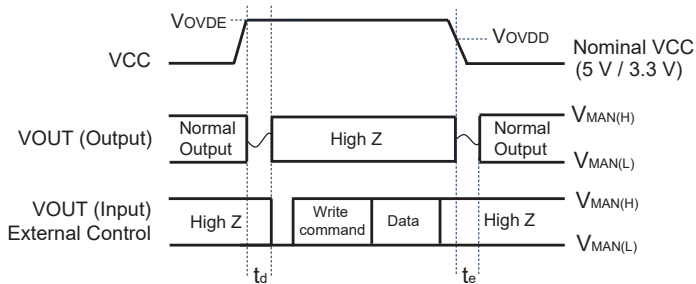 VOVDE
VOVDD
VCC
Nominal VCC
(5 V / 3.3 V)
VOUT (Output)
Normal
Output
High Z
Normal
Output
VMAN(H)
VMAN(L)
VOUT (Input)
External Control
High Z
Write
command
Data
High Z
VMAN(H)
VMAN(L)
td
te